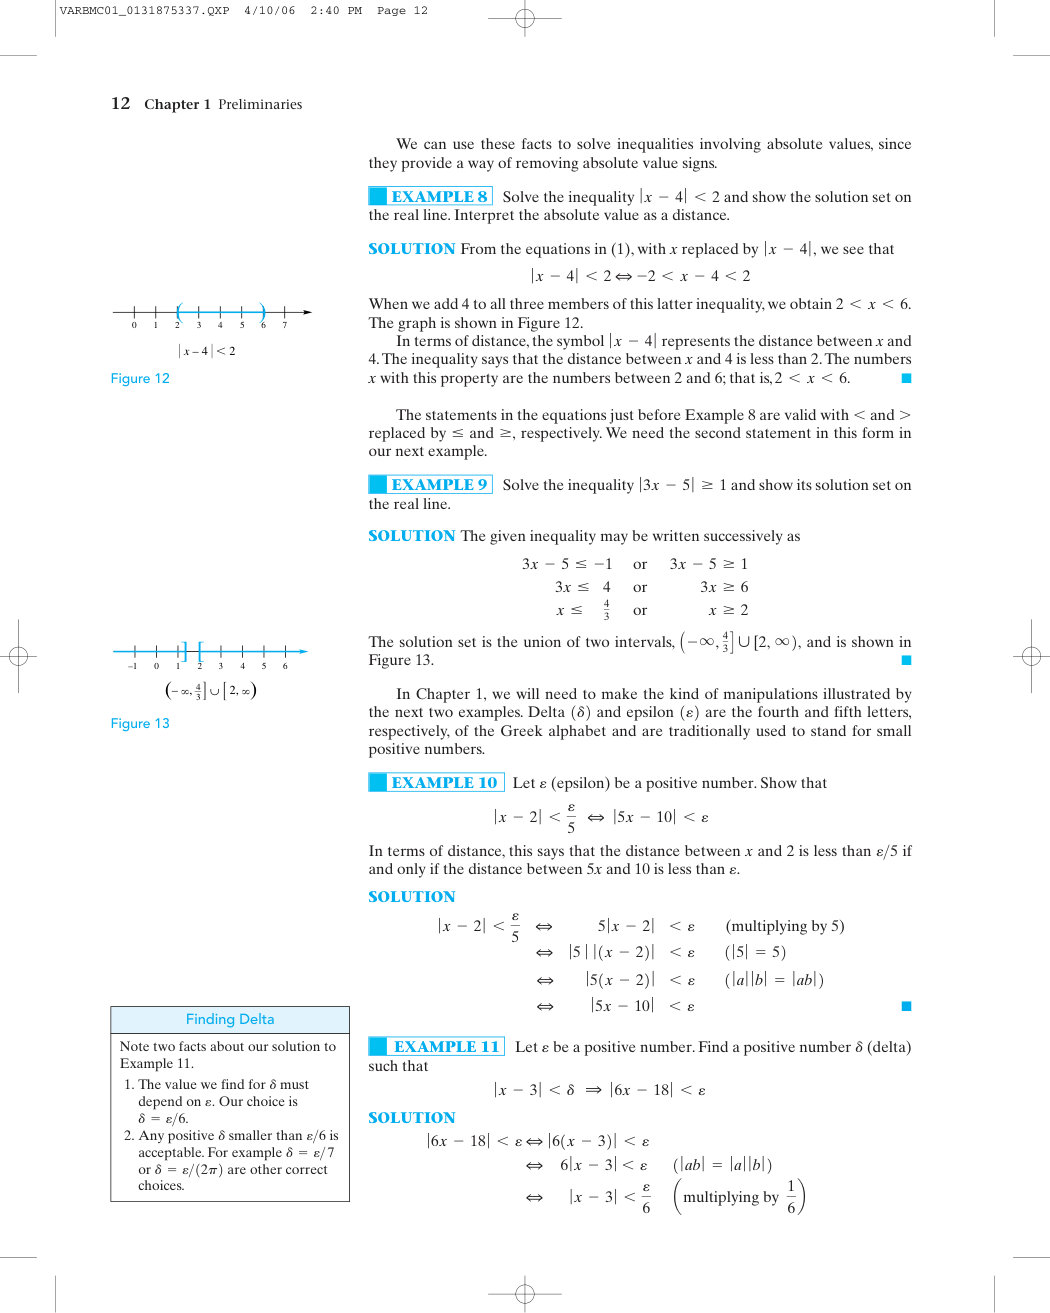 VARBMC01_0131875337.QXP 4/10/06 2:40 PM Page 12
12 Chapter 1 Preliminaries
We can use these facts to solve inequalities involving absolute values, since
they provide a way of removing absolute value signs.
EXAMPLE 8 Solve the inequality |x − 4| < 2 and show the solution set on
the real line. Interpret the absolute value as a distance.
SOLUTION From the equations in (1), with x replaced by |x − 4|, we see that
|x − 4| < 2 ⇔ −2 < x − 4 < 2
When we add 4 to all three members of this latter inequality, we obtain 2 < x < 6.
The graph is shown in Figure 12.
In terms of distance, the symbol |x − 4| represents the distance between x and
4. The inequality says that the distance between x and 4 is less than 2. The numbers
x with this property are the numbers between 2 and 6; that is, 2 < x < 6.
0 1 2 3 4 5 6 7
| x – 4 | < 2
Figure 12
The statements in the equations just before Example 8 are valid with < and >
replaced by ≤ and ≥, respectively. We need the second statement in this form in
our next example.
EXAMPLE 9 Solve the inequality |3x − 5| ≥ 1 and show its solution set on
the real line.
SOLUTION The given inequality may be written successively as
3x − 5 ≤ −1 or 3x − 5 ≥ 1
3x ≤ 4 or 3x ≥ 6
x ≤ 4/3 or x ≥ 2
The solution set is the union of two intervals, (−∞, 4/3] ∪ [2, ∞), and is shown in
Figure 13.
–1 0 1 2 3 4 5 6
(– ∞, 4/3] ∪ [ 2, ∞)
Figure 13
In Chapter 1, we will need to make the kind of manipulations illustrated by
the next two examples. Delta (δ) and epsilon (ε) are the fourth and fifth letters,
respectively, of the Greek alphabet and are traditionally used to stand for small
positive numbers.
EXAMPLE 10 Let ε (epsilon) be a positive number. Show that
|x − 2| < ε/5 ⇔ |5x − 10| < ε
In terms of distance, this says that the distance between x and 2 is less than ε/5 if
and only if the distance between 5x and 10 is less than ε.
SOLUTION
|x − 2| < ε/5 ⇔ 5|x − 2| < ε (multiplying by 5)
⇔ |5| |(x − 2)| < ε (|5| = 5)
⇔ |5(x − 2)| < ε (|a||b| = |ab|)
⇔ |5x − 10| < ε
EXAMPLE 11 Let ε be a positive number. Find a positive number δ (delta)
such that
|x − 3| < δ ⇒ |6x − 18| < ε
SOLUTION
|6x − 18| < ε ⇔ |6(x − 3)| < ε
⇔ 6|x − 3| < ε (|ab| = |a||b|)
⇔ |x − 3| < ε/6 (multiplying by 1/6)
Finding Delta
Note two facts about our solution to
Example 11.
1. The value we find for δ must
depend on ε. Our choice is
δ = ε/6.
2. Any positive δ smaller than ε/6 is
acceptable. For example δ = ε/7
or δ = ε/(2π) are other correct
choices.